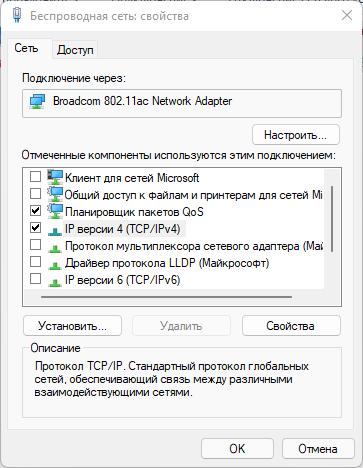 Беспроводная сеть: свойства
Сеть
Доступ
Подключение через:
Broadcom 802.11ac Network Adapter
Настроить...
Отмеченные компоненты используются этим подключением:
Клиент для сетей Microsoft
Общий доступ к файлам и принтерам для сетей Mi
Планировщик пакетов QoS
IP версии 4 (TCP/IPv4)
Протокол мультиплексора сетевого адаптера (Май
Драйвер протокола LLDP (Майкрософт)
IP версии 6 (TCP/IPv6)
Установить...
Удалить
Свойства
Описание
Протокол TCP/IP. Стандартный протокол глобальных
сетей, обеспечивающий связь между различными
взаимодействующими сетями.
OK
Отмена